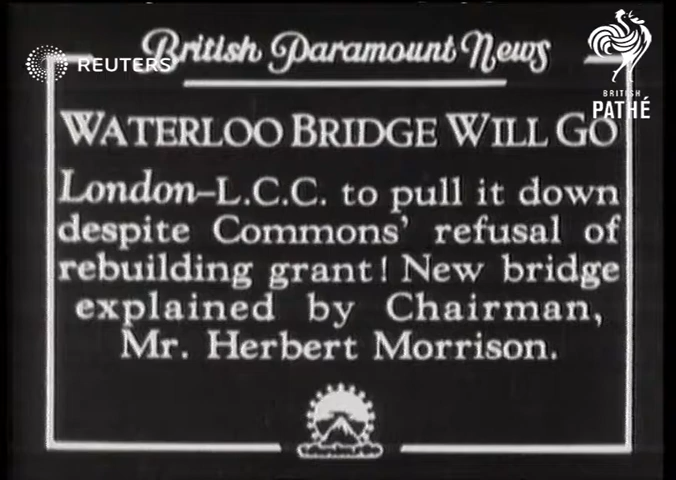 British Paramount News
REUTERS
BRITISH
PATHÉ
WATERLOO BRIDGE WILL GO
London–L.C.C. to pull it down
despite Commons' refusal of
rebuilding grant! New bridge
explained by Chairman,
Mr. Herbert Morrison.